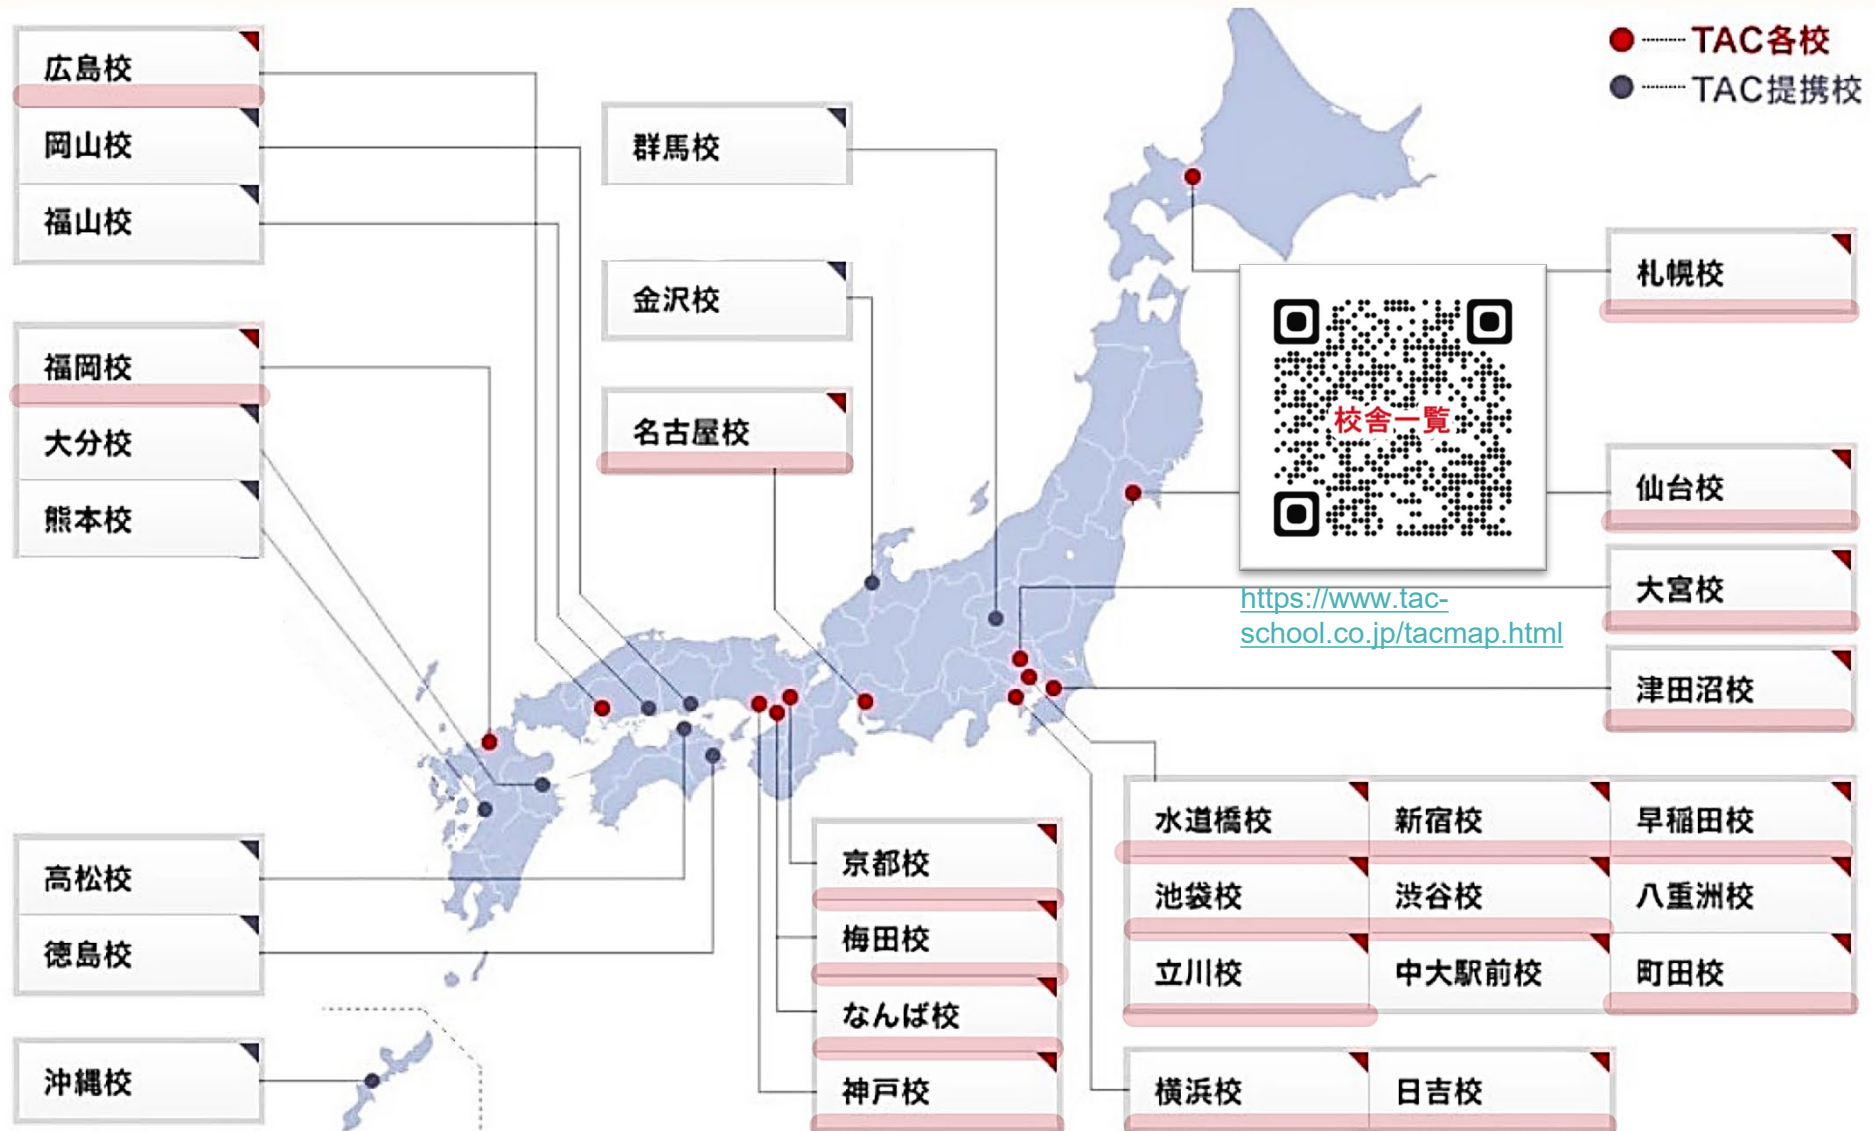 TAC各校
TAC提携校
広島校
岡山校
福山校
福岡校
大分校
熊本校
高松校
徳島校
沖縄校
群馬校
金沢校
名古屋校
京都校
梅田校
なんば校
神戸校
札幌校
校舎一覧
仙台校
https://www.tac-
school.co.jp/tacmap.html
大宮校
津田沼校
水道橋校 新宿校 早稲田校
池袋校 渋谷校 八重洲校
立川校 中大駅前校 町田校
横浜校 日吉校